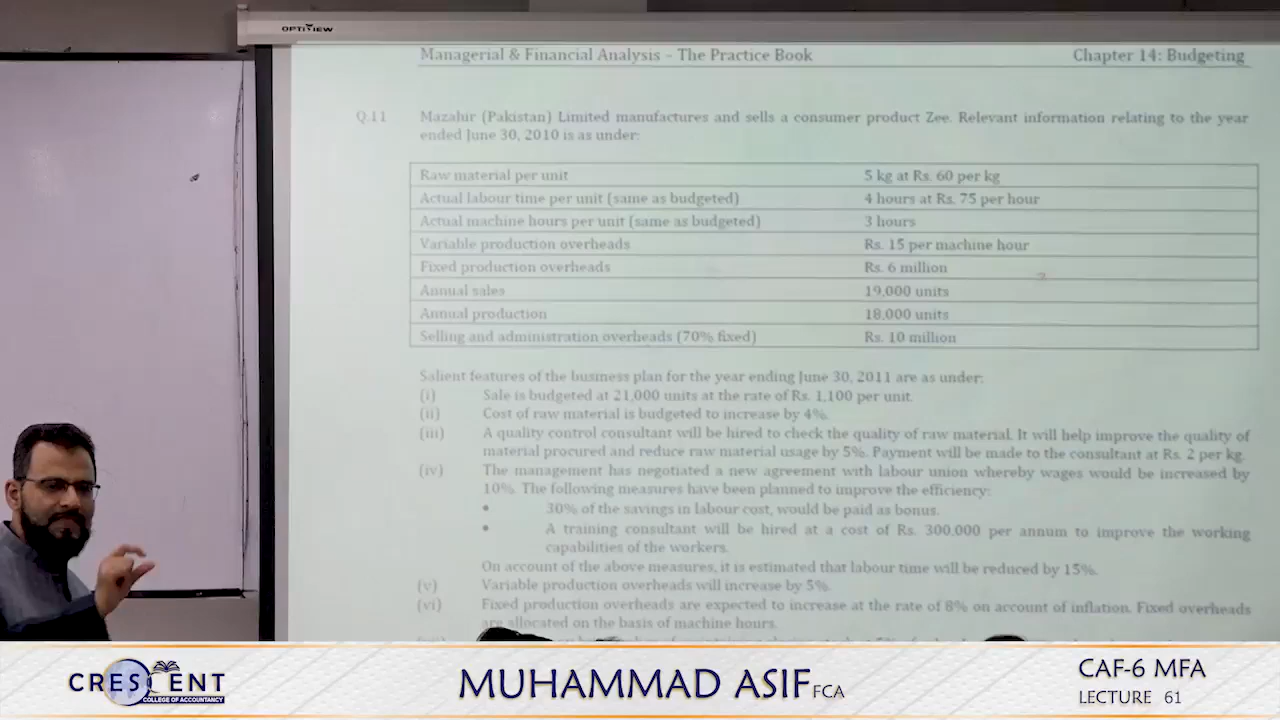 OPTIVIEW
Managerial & Financial Analysis – The Practice Book Chapter 14: Budgeting
Q.11 Mazahir (Pakistan) Limited manufactures and sells a consumer product Zee. Relevant information relating to the year
ended June 30, 2010 is as under:
Raw material per unit 5 kg at Rs. 60 per kg
Actual labour time per unit (same as budgeted) 4 hours at Rs. 75 per hour
Actual machine hours per unit (same as budgeted) 3 hours
Variable production overheads Rs. 15 per machine hour
Fixed production overheads Rs. 6 million
Annual sales 19,000 units
Annual production 18,000 units
Selling and administration overheads (70% fixed) Rs. 10 million
Salient features of the business plan for the year ending June 30, 2011 are as under:
(i) Sale is budgeted at 21,000 units at the rate of Rs. 1,100 per unit.
(ii) Cost of raw material is budgeted to increase by 4%.
(iii) A quality control consultant will be hired to check the quality of raw material. It will help improve the quality of
material procured and reduce raw material usage by 5%. Payment will be made to the consultant at Rs. 2 per kg.
(iv) The management has negotiated a new agreement with labour union whereby wages would be increased by
10%. The following measures have been planned to improve the efficiency:
• 30% of the savings in labour cost, would be paid as bonus.
• A training consultant will be hired at a cost of Rs. 300,000 per annum to improve the working
capabilities of the workers.
On account of the above measures, it is estimated that labour time will be reduced by 15%.
(v) Variable production overheads will increase by 5%.
(vi) Fixed production overheads are expected to increase at the rate of 8% on account of inflation. Fixed overheads
are allocated on the basis of machine hours.
CRESCENT
COLLEGE OF ACCOUNTANCY
MUHAMMAD ASIF FCA
CAF-6 MFA
LECTURE 61